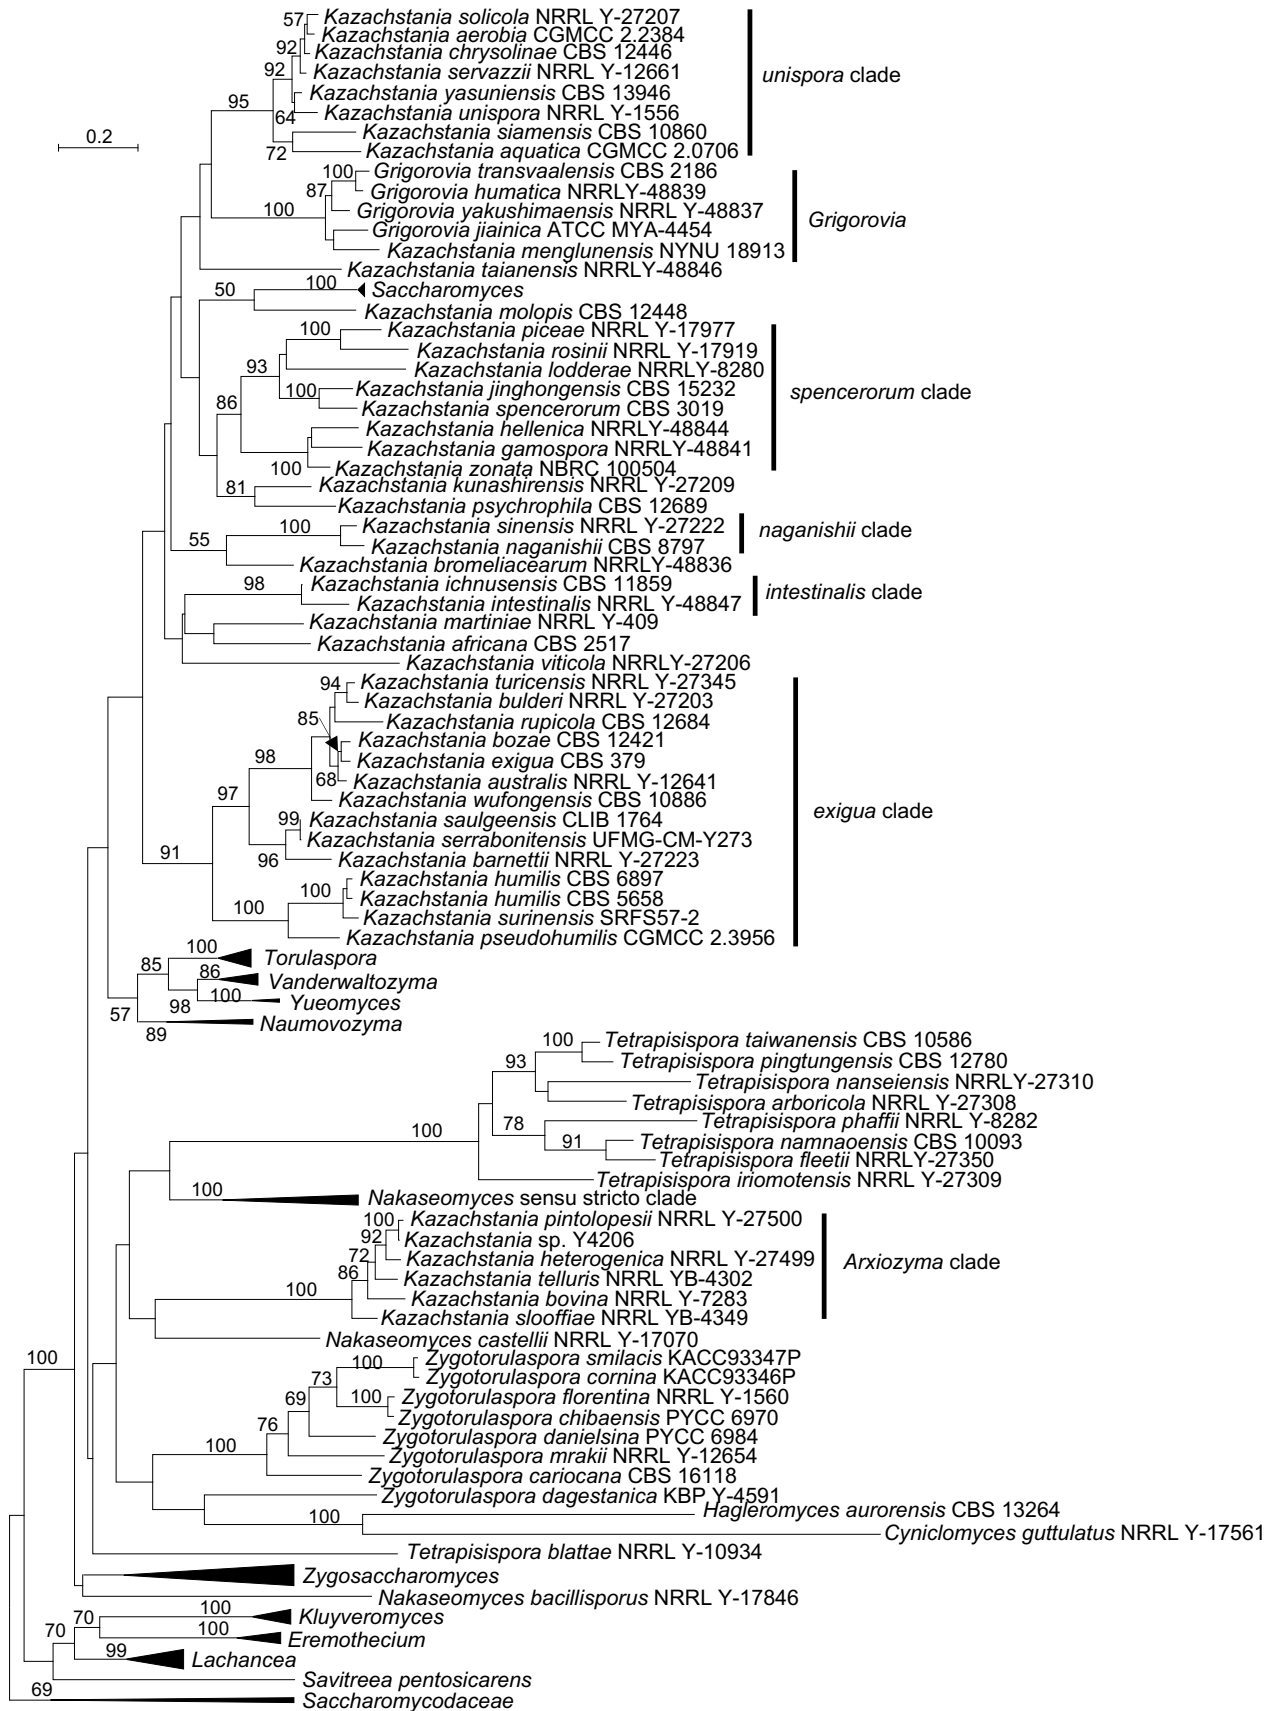 57
Kazachstania solicola NRRL Y-27207
Kazachstania aerobia CGMCC 2.2384
92
Kazachstania chrysolinae CBS 12446
92
Kazachstania servazzii NRRL Y-12661
unispora clade
Kazachstania yasuniensis CBS 13946
95
64
Kazachstania unispora NRRL Y-1556
0.2
Kazachstania siamensis CBS 10860
72
Kazachstania aquatica CGMCC 2.0706
100
Grigorovia transvaalensis CBS 2186
87
Grigorovia humatica NRRLY-48839
100
Grigorovia yakushimaensis NRRL Y-48837
Grigorovia
Grigorovia jiainica ATCC MYA-4454
Kazachstania menglunensis NYNU 18913
Kazachstania taianensis NRRLY-48846
50
100
Saccharomyces
Kazachstania molopis CBS 12448
100
Kazachstania piceae NRRL Y-17977
Kazachstania rosinii NRRL Y-17919
93
Kazachstania lodderae NRRLY-8280
100
Kazachstania jinghongensis CBS 15232
spencerorum clade
86
Kazachstania spencerorum CBS 3019
Kazachstania hellenica NRRLY-48844
Kazachstania gamospora NRRLY-48841
100
Kazachstania zonata NBRC 100504
81
Kazachstania kunashirensis NRRL Y-27209
Kazachstania psychrophila CBS 12689
100
Kazachstania sinensis NRRL Y-27222
naganishii clade
55
Kazachstania naganishii CBS 8797
Kazachstania bromeliacearum NRRLY-48836
98
Kazachstania ichnusensis CBS 11859
intestinalis clade
Kazachstania intestinalis NRRL Y-48847
Kazachstania martiniae NRRL Y-409
Kazachstania africana CBS 2517
Kazachstania viticola NRRLY-27206
94
Kazachstania turicensis NRRL Y-27345
Kazachstania bulderi NRRL Y-27203
85
Kazachstania rupicola CBS 12684
Kazachstania bozae CBS 12421
98
Kazachstania exigua CBS 379
68
Kazachstania australis NRRL Y-12641
97
Kazachstania wufongensis CBS 10886
exigua clade
99
Kazachstania saulgeensis CLIB 1764
Kazachstania serrabonitensis UFMG-CM-Y273
91
96
Kazachstania barnettii NRRL Y-27223
Kazachstania humilis CBS 6897
100
Kazachstania humilis CBS 5658
100
Kazachstania surinensis SRFS57-2
Kazachstania pseudohumilis CGMCC 2.3956
100
Torulaspora
85
86
Vanderwaltozyma
98
100
Yueomyces
57
89
Naumovozyma
100
Tetrapisispora taiwanensis CBS 10586
93
Tetrapisispora pingtungensis CBS 12780
Tetrapisispora nanseiensis NRRLY-27310
Tetrapisispora arboricola NRRL Y-27308
78
Tetrapisispora phaffii NRRL Y-8282
100
91
Tetrapisispora namnaoensis CBS 10093
Tetrapisispora fleetii NRRLY-27350
Tetrapisispora iriomotensis NRRL Y-27309
100
Nakaseomyces sensu stricto clade
100
Kazachstania pintolopesii NRRL Y-27500
92
Kazachstania sp. Y4206
72
Kazachstania heterogenica NRRL Y-27499
Arxiozyma clade
86
Kazachstania telluris NRRL YB-4302
100
Kazachstania bovina NRRL Y-7283
Kazachstania slooffiae NRRL YB-4349
Nakaseomyces castellii NRRL Y-17070
100
100
Zygotorulaspora smilacis KACC93347P
73
Zygotorulaspora cornina KACC93346P
69
100
Zygotorulaspora florentina NRRL Y-1560
Zygotorulaspora chibaensis PYCC 6970
76
Zygotorulaspora danielsina PYCC 6984
100
Zygotorulaspora mrakii NRRL Y-12654
Zygotorulaspora cariocana CBS 16118
Zygotorulaspora dagestanica KBP Y-4591
100
Hagleromyces aurorensis CBS 13264
Cyniclomyces guttulatus NRRL Y-17561
Tetrapisispora blattae NRRL Y-10934
Zygosaccharomyces
Nakaseomyces bacillisporus NRRL Y-17846
70
100
Kluyveromyces
70
100
Eremothecium
99
Lachancea
Savitreea pentosicarens
69
Saccharomycodaceae